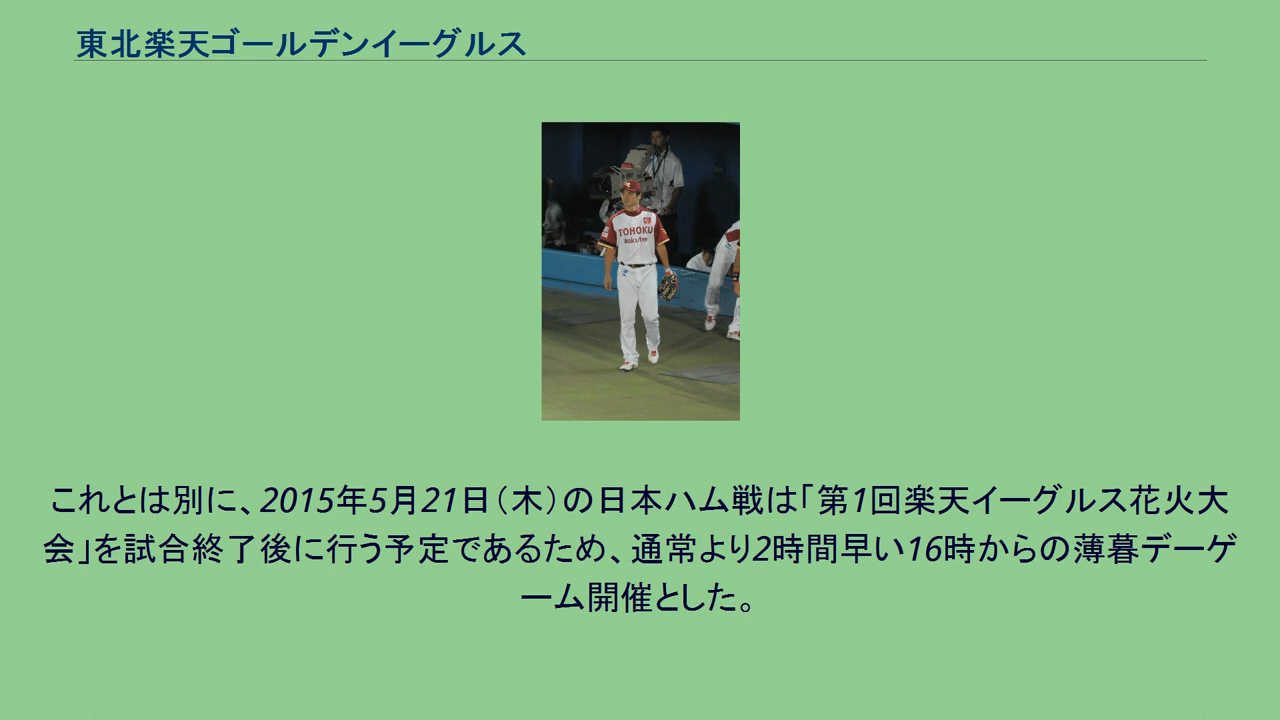 東北楽天ゴールデンイーグルス
TOHOKU
Rakuten
これとは別に、2015年5月21日（木）の日本ハム戦は「第1回楽天イーグルス花火大
会」を試合終了後に行う予定であるため、通常より2時間早い16時からの薄暮デーゲ
ーム開催とした。